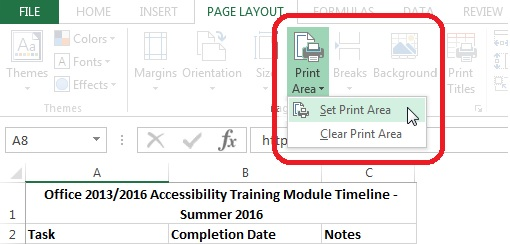 FILE HOME INSERT PAGE LAYOUT FORMULAS DATA REVIEW
Aa Colors
A Fonts
Effects
Themes Margins Orientation Print Area Breaks Background Print Titles
Themes
Set Print Area
Clear Print Area
A8 fx
A B C
Office 2013/2016 Accessibility Training Module Timeline -
1 Summer 2016
2 Task Completion Date Notes